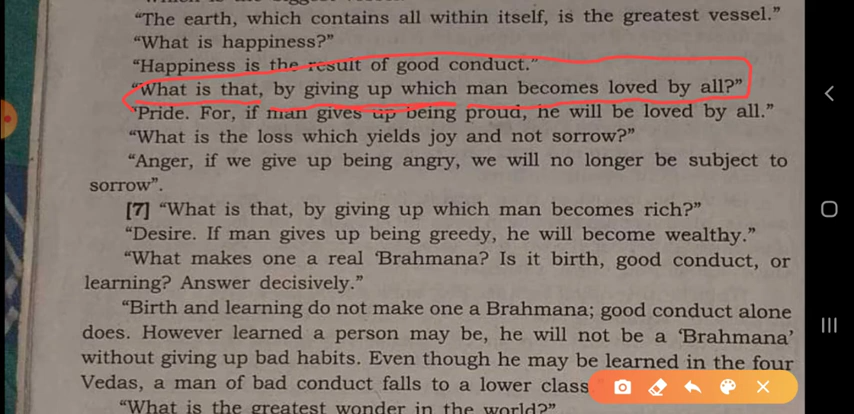 “The earth, which contains all within itself, is the greatest vessel.”
“What is happiness?”
“Happiness is the result of good conduct.”
“What is that, by giving up which man becomes loved by all?”
“Pride. For, if man gives up being proud, he will be loved by all.”
“What is the loss which yields joy and not sorrow?”
“Anger, if we give up being angry, we will no longer be subject to
sorrow”.
[7] “What is that, by giving up which man becomes rich?”
“Desire. If man gives up being greedy, he will become wealthy.”
“What makes one a real ‘Brahmana? Is it birth, good conduct, or
learning? Answer decisively.”
“Birth and learning do not make one a Brahmana; good conduct alone
does. However learned a person may be, he will not be a ‘Brahmana’
without giving up bad habits. Even though he may be learned in the four
Vedas, a man of bad conduct falls to a lower class
“What is the greatest wonder in the world?”